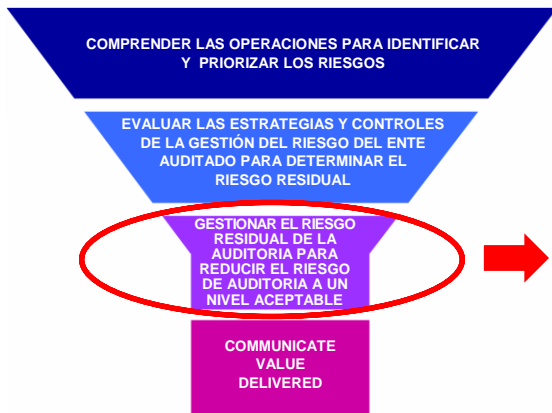 COMPRENDER LAS OPERACIONES PARA IDENTIFICAR
Y PRIORIZAR LOS RIESGOS
EVALUAR LAS ESTRATEGIAS Y CONTROLES
DE LA GESTIÓN DEL RIESGO DEL ENTE
AUDITADO PARA DETERMINAR EL
RIESGO RESIDUAL
GESTIONAR EL RIESGO
RESIDUAL DE LA
AUDITORIA PARA
REDUCIR EL RIESGO
DE AUDITORIA A UN
NIVEL ACEPTABLE
COMMUNICATE
VALUE
DELIVERED